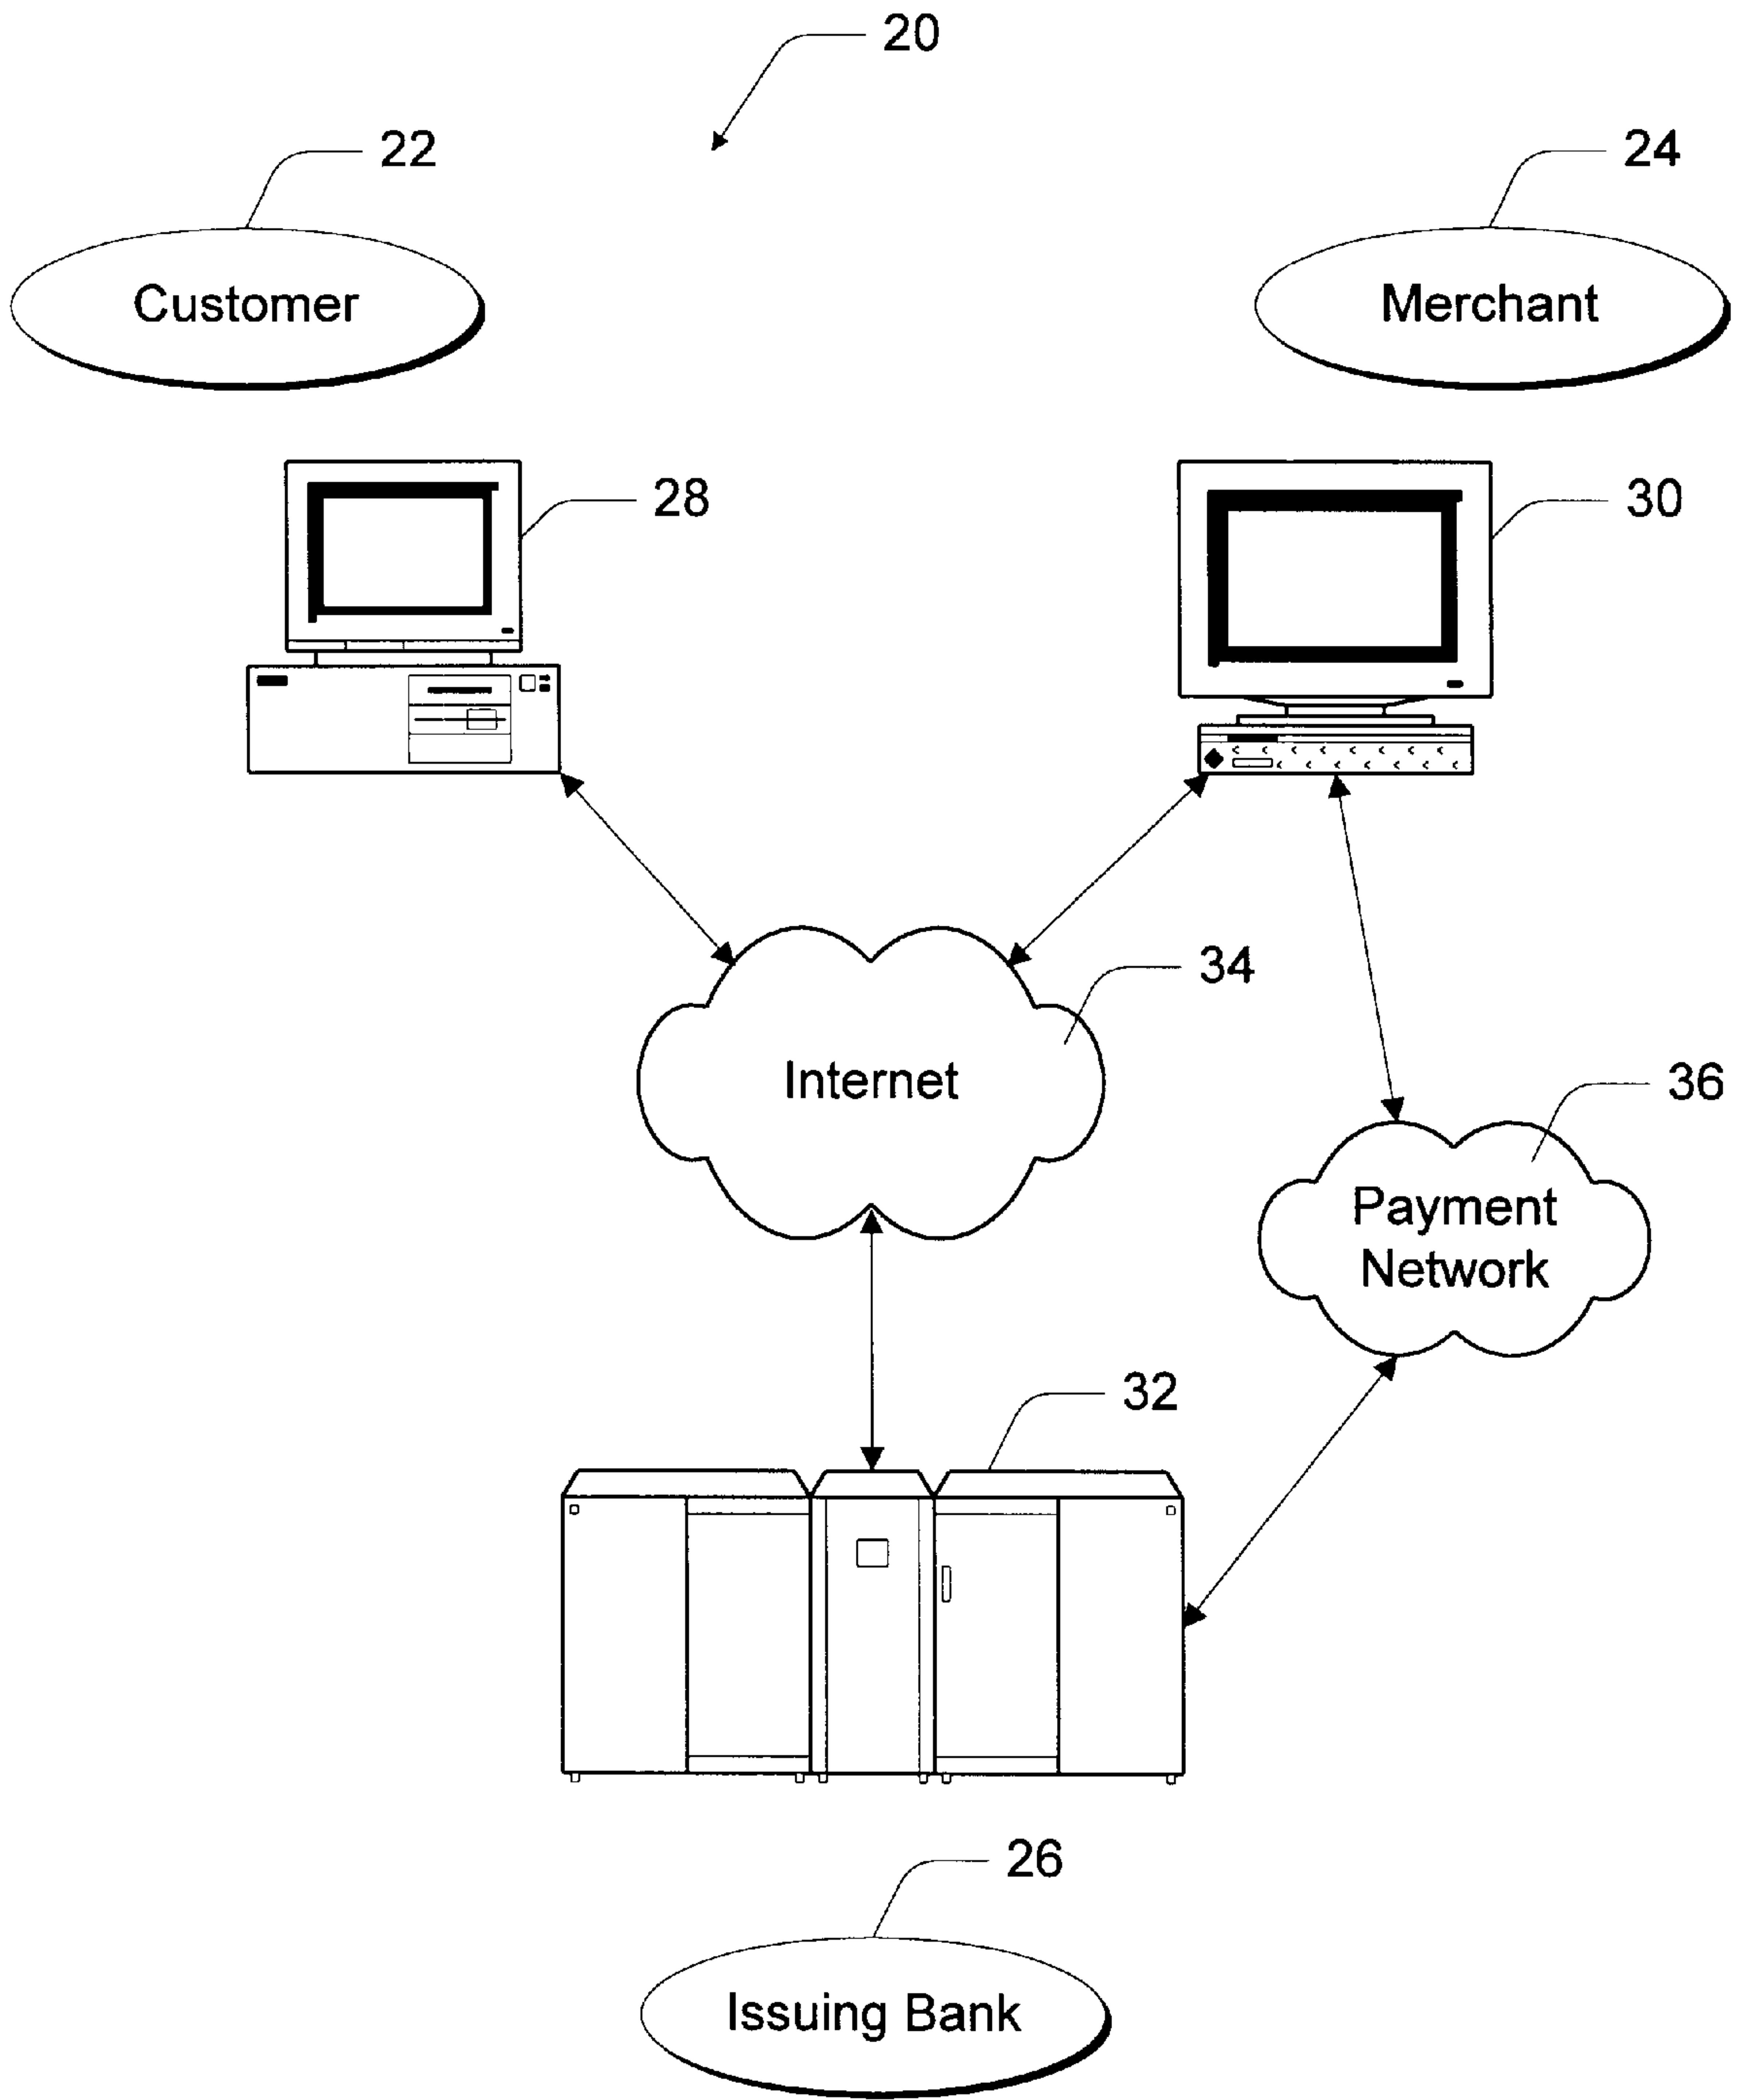 20
22
24
Customer
Merchant
28
30
34
Internet
36
Payment
Network
32
26
Issuing Bank